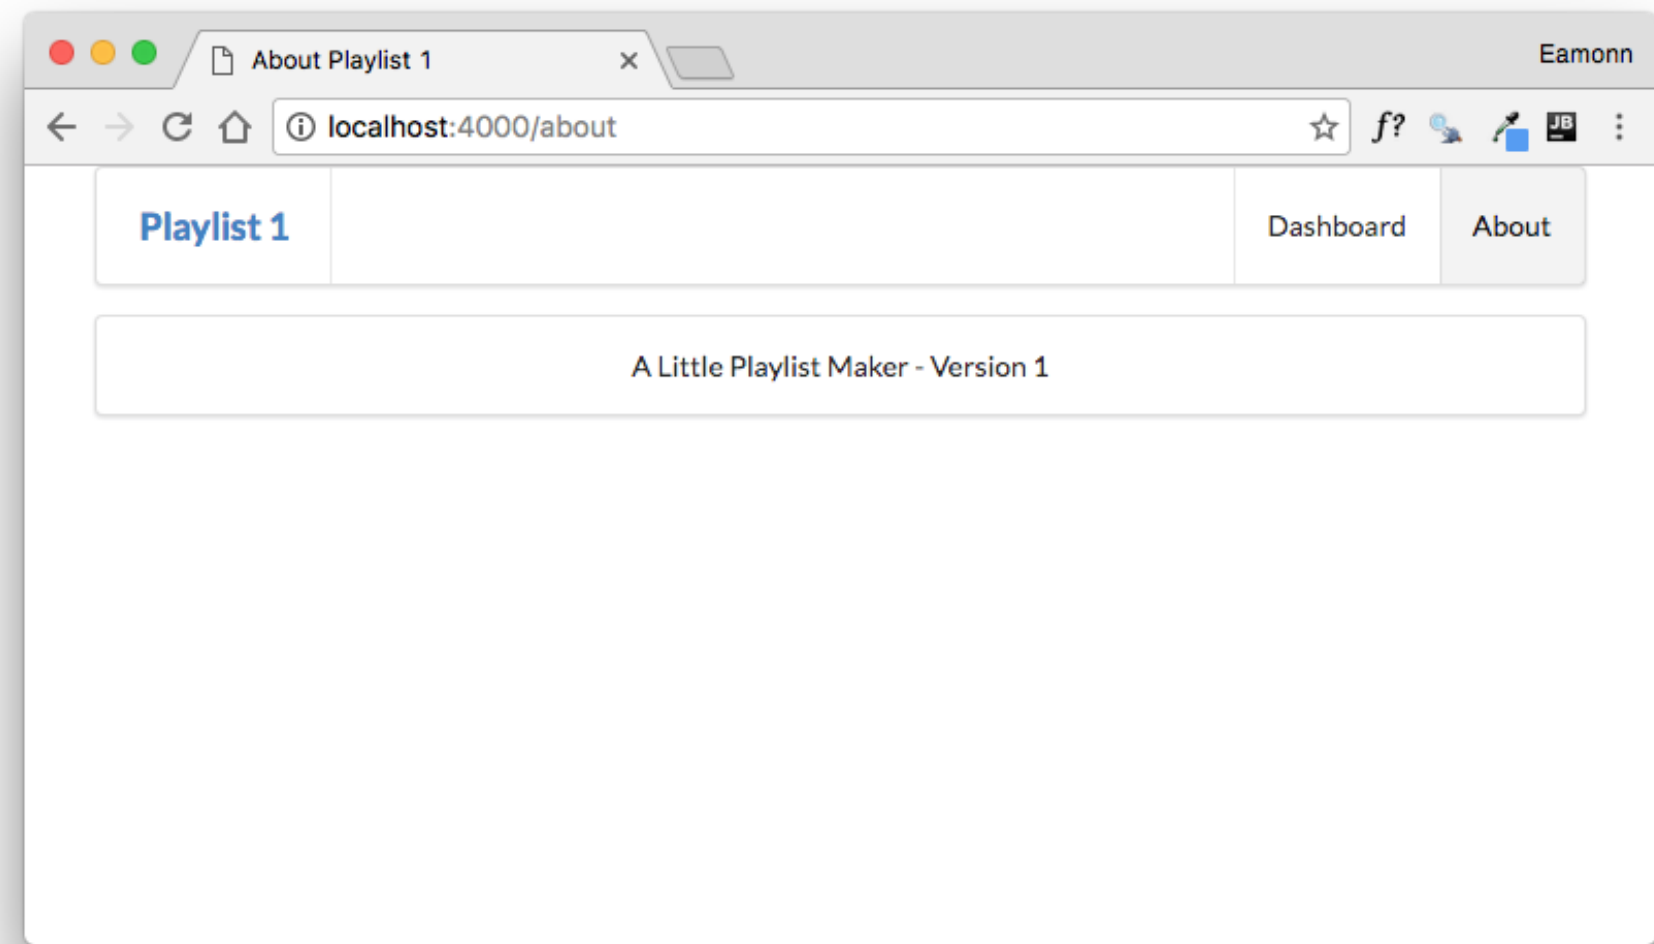 About Playlist 1
Eamonn
localhost:4000/about
f?
JB
Playlist 1
Dashboard
About
A Little Playlist Maker - Version 1